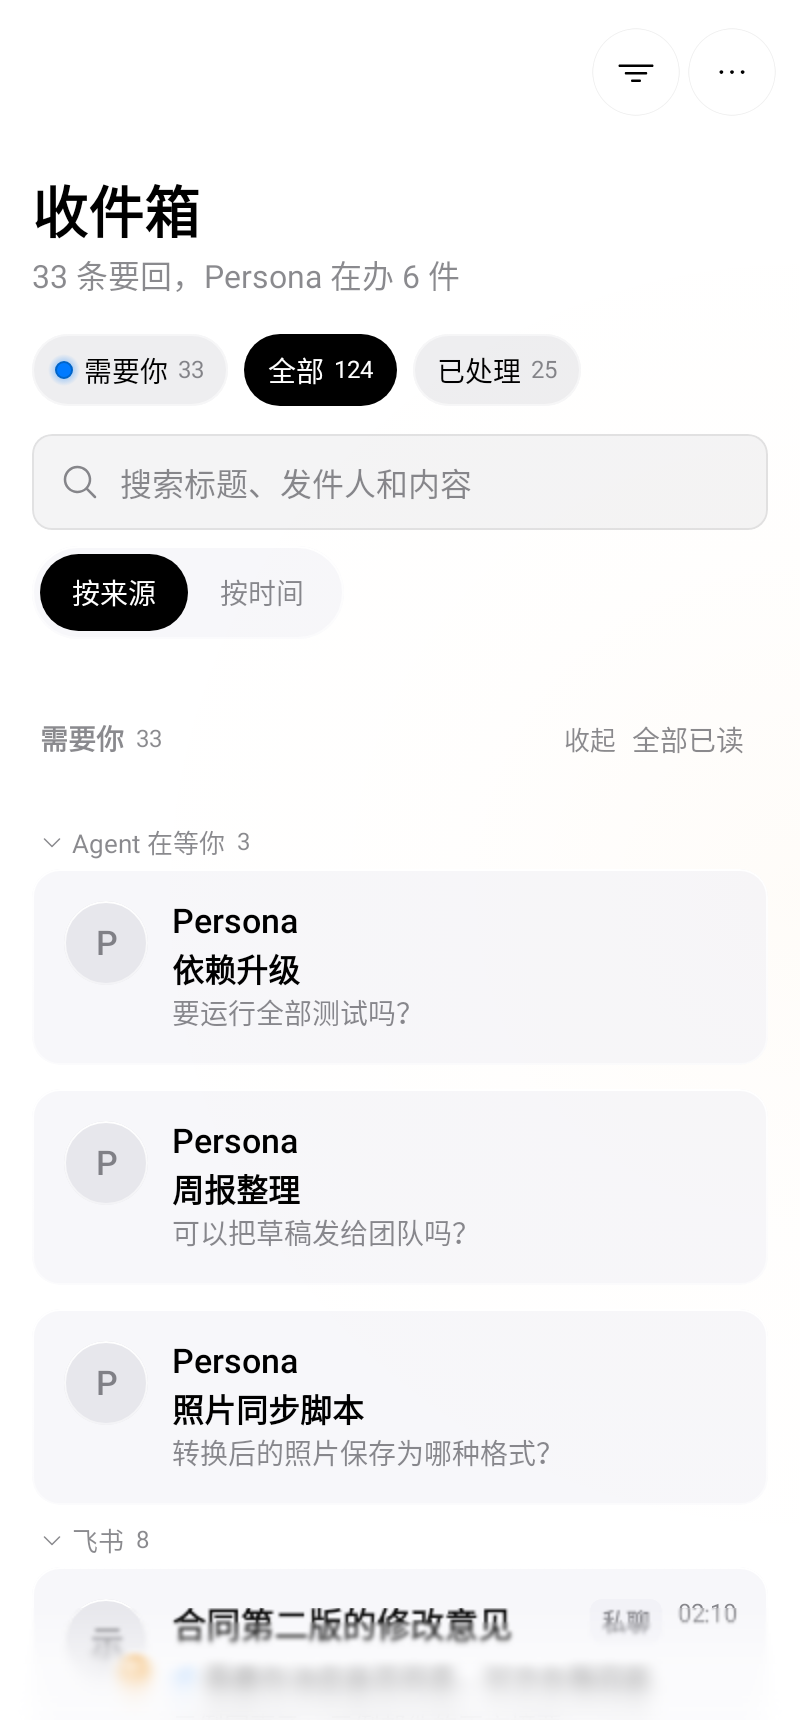 收件箱
33 条要回，Persona 在办 6 件
需要你 33
全部 124
已处理 25
搜索标题、发件人和内容
按来源
按时间
需要你 33
收起 全部已读
Agent 在等你 3
P
Persona
依赖升级
要运行全部测试吗？
P
Persona
周报整理
可以把草稿发给团队吗？
P
Persona
照片同步脚本
转换后的照片保存为哪种格式？
飞书 8
示
合同第二版的修改意见
私聊
02:10